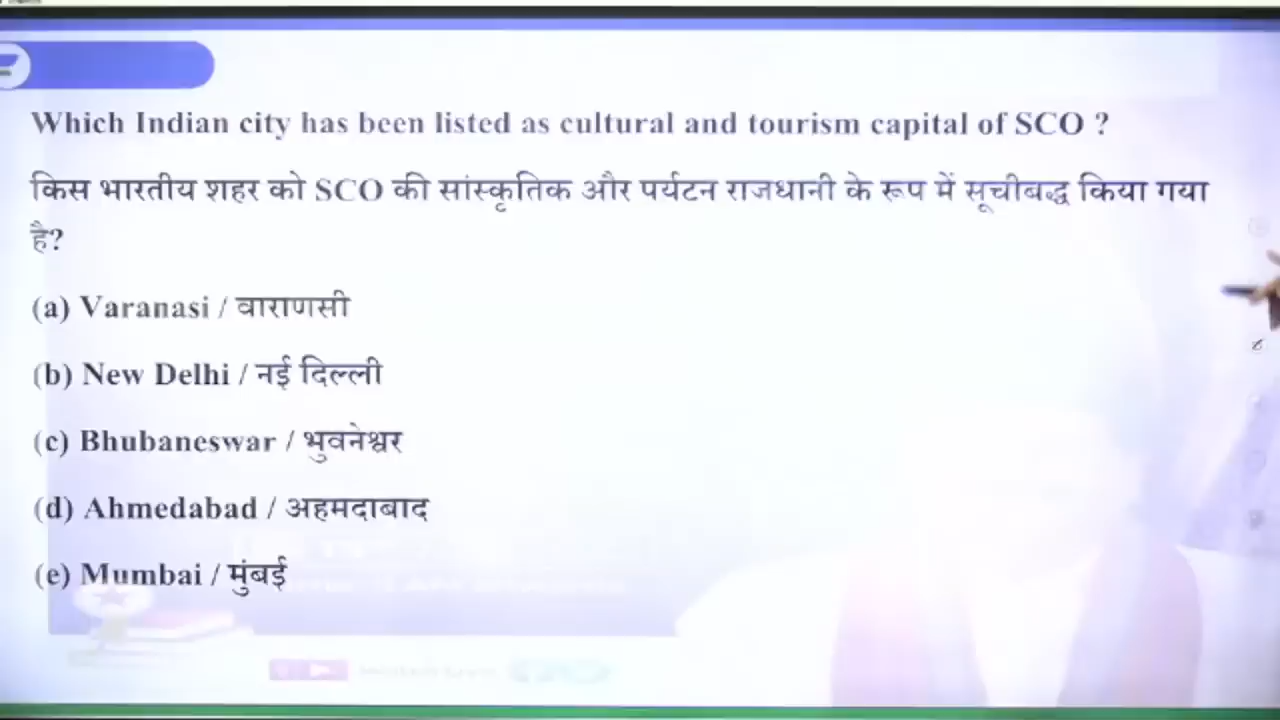 Which Indian city has been listed as cultural and tourism capital of SCO ?
किस भारतीय शहर को SCO की सांस्कृतिक और पर्यटन राजधानी के रूप में सूचीबद्ध किया गया
है?
(a) Varanasi / वाराणसी
(b) New Delhi / नई दिल्ली
(c) Bhubaneswar / भुवनेश्वर
(d) Ahmedabad / अहमदाबाद
(e) Mumbai / मुंबई